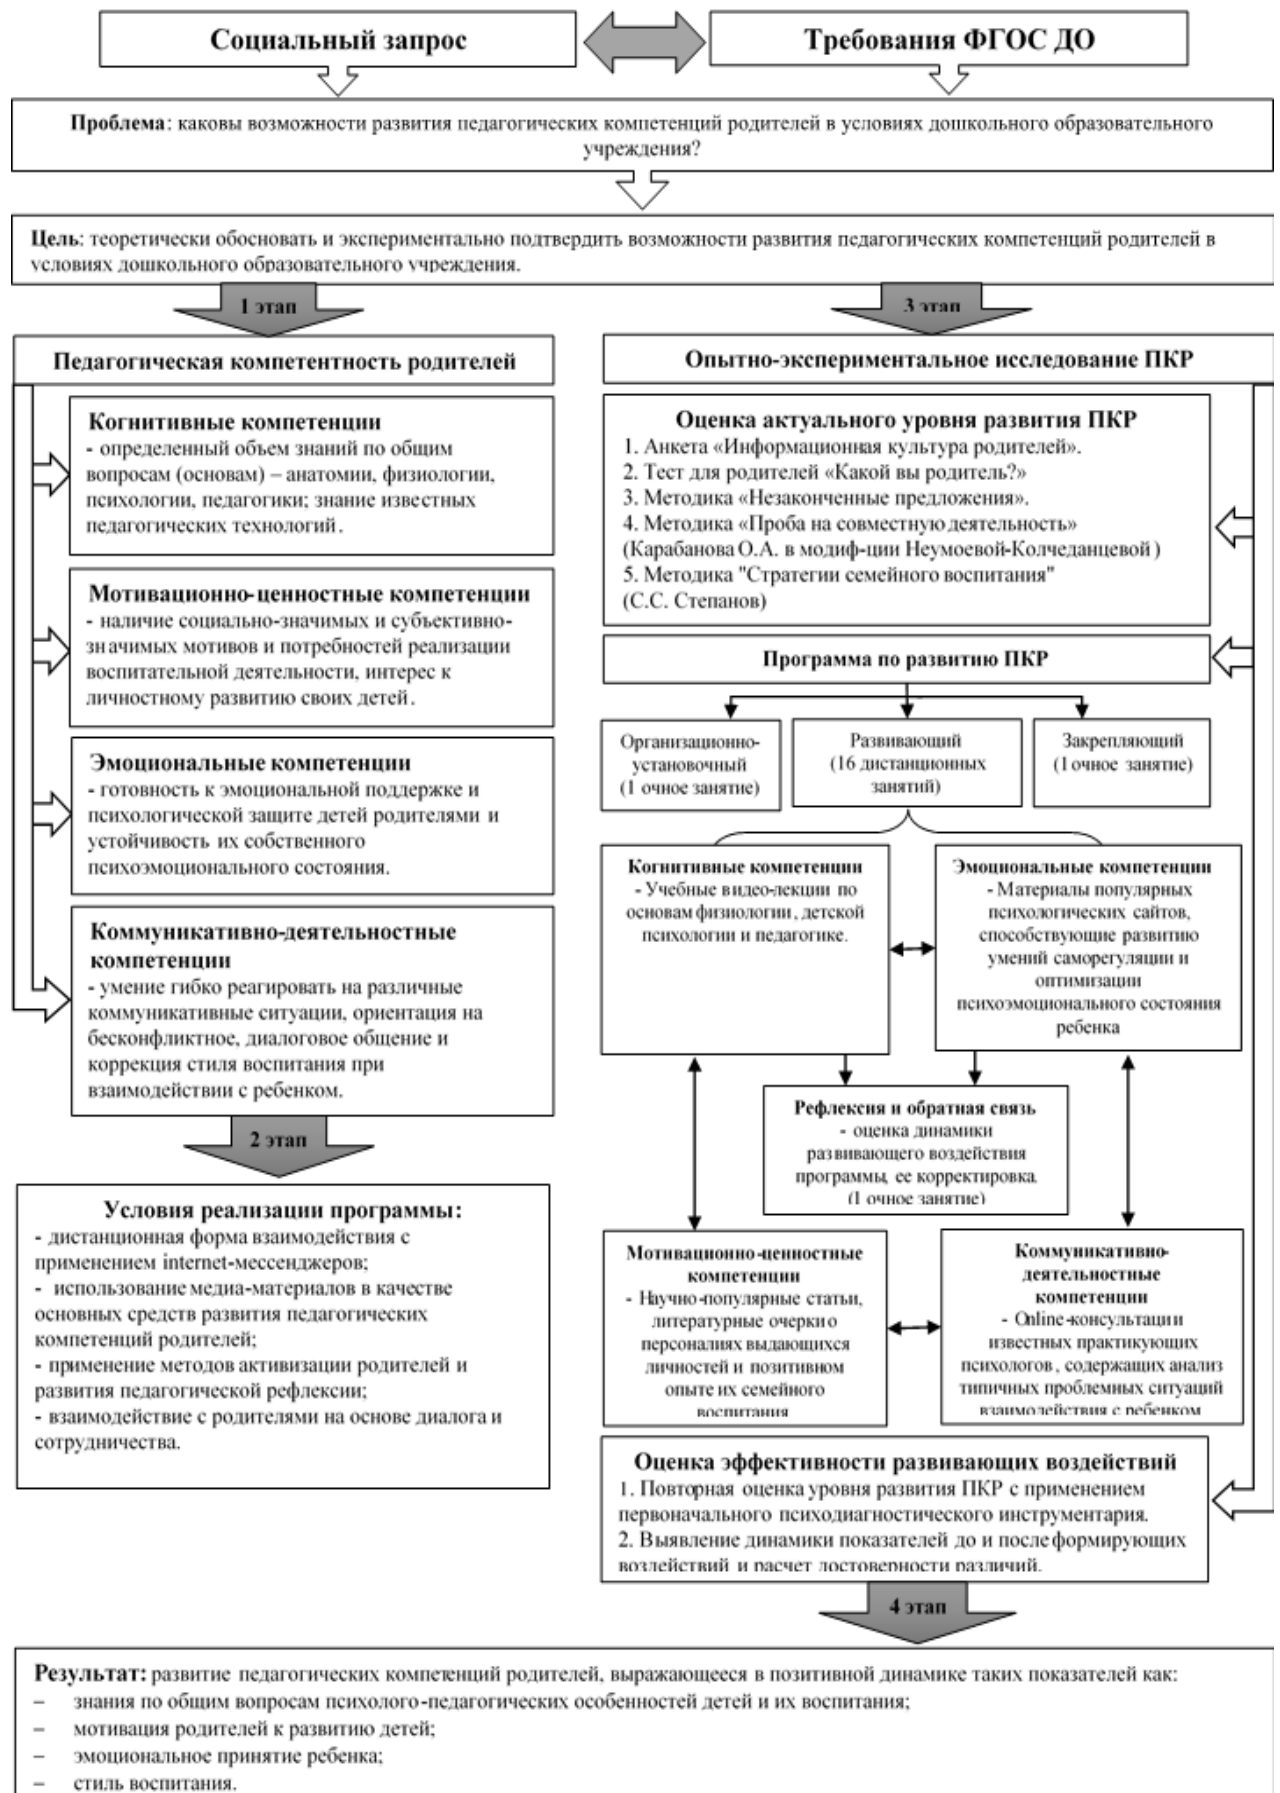 Социальный запрос
Требования ФГОС ДО
Проблема: каковы возможности развития педагогических компетенций родителей в условиях дошкольного образовательного
учреждения?
Цель: теоретически обосновать и экспериментально подтвердить возможности развития педагогических компетенций родителей в
условиях дошкольного образовательного учреждения.
1 этап
3 этап
Педагогическая компетентность родителей
Когнитивные компетенции
- определенный объем знаний по общим
вопросам (основам) – анатомии, физиологии,
психологии, педагогики; знание известных
педагогических технологий.
Мотивационно-ценностные компетенции
- наличие социально-значимых и субъективно-
значимых мотивов и потребностей реализации
воспитательной деятельности, интерес к
личностному развитию своих детей.
Эмоциональные компетенции
- готовность к эмоциональной поддержке и
психологической защите детей родителями и
устойчивость их собственного
психоэмоционального состояния.
Коммуникативно-деятельностные
компетенции
- умение гибко реагировать на различные
коммуникативные ситуации, ориентация на
бесконфликтное, диалоговое общение и
коррекция стиля воспитания при
взаимодействии с ребенком.
2 этап
Условия реализации программы:
- дистанционная форма взаимодействия с
применением internet-мессенджеров;
- использование медиа-материалов в качестве
основных средств развития педагогических
компетенций родителей;
- применение методов активизации родителей и
развития педагогической рефлексии;
- взаимодействие с родителями на основе диалога и
сотрудничества.
Опытно-экспериментальное исследование ПКР
Оценка актуального уровня развития ПКР
1. Анкета «Информационная культура родителей».
2. Тест для родителей «Какой вы родитель?»
3. Методика «Незаконченные предложения».
4. Методика «Проба на совместную деятельность»
(Карабанова О.А. в модиф-ции Неумоевой-Колчеданцевой )
5. Методика "Стратегии семейного воспитания"
(С.С. Степанов)
Программа по развитию ПКР
Организационно-
установочный
(1 очное занятие)
Развивающий
(16 дистанционных
занятий)
Закрепляющий
(1 очное занятие)
Когнитивные компетенции
- Учебные видео-лекции по
основам физиологии, детской
психологии и педагогике.
Эмоциональные компетенции
- Материалы популярных
психологических сайтов,
способствующие развитию
умений саморегуляции и
оптимизации
психоэмоционального состояния
ребенка
Рефлексия и обратная связь
- оценка динамики
развивающего воздействия
программы, ее корректировка.
(1 очное занятие)
Мотивационно-ценностные
компетенции
- Научно-популярные статьи,
литературные очерки о
персоналиях выдающихся
личностей и позитивном
опыте их семейного
воспитания
Коммуникативно-
деятельностные
компетенции
- Online-консультации
известных практикующих
психологов, содержащих анализ
типичных проблемных ситуаций
взаимодействия с ребенком
Оценка эффективности развивающих воздействий
1. Повторная оценка уровня развития ПКР с применением
первоначального психодиагностического инструментария.
2. Выявление динамики показателей до и после формирующих
воздействий и расчет достоверности различий.
4 этап
Результат: развитие педагогических компетенций родителей, выражающееся в позитивной динамике таких показателей как:
– знания по общим вопросам психолого-педагогических особенностей детей и их воспитания;
– мотивация родителей к развитию детей;
– эмоциональное принятие ребенка;
– стиль воспитания.